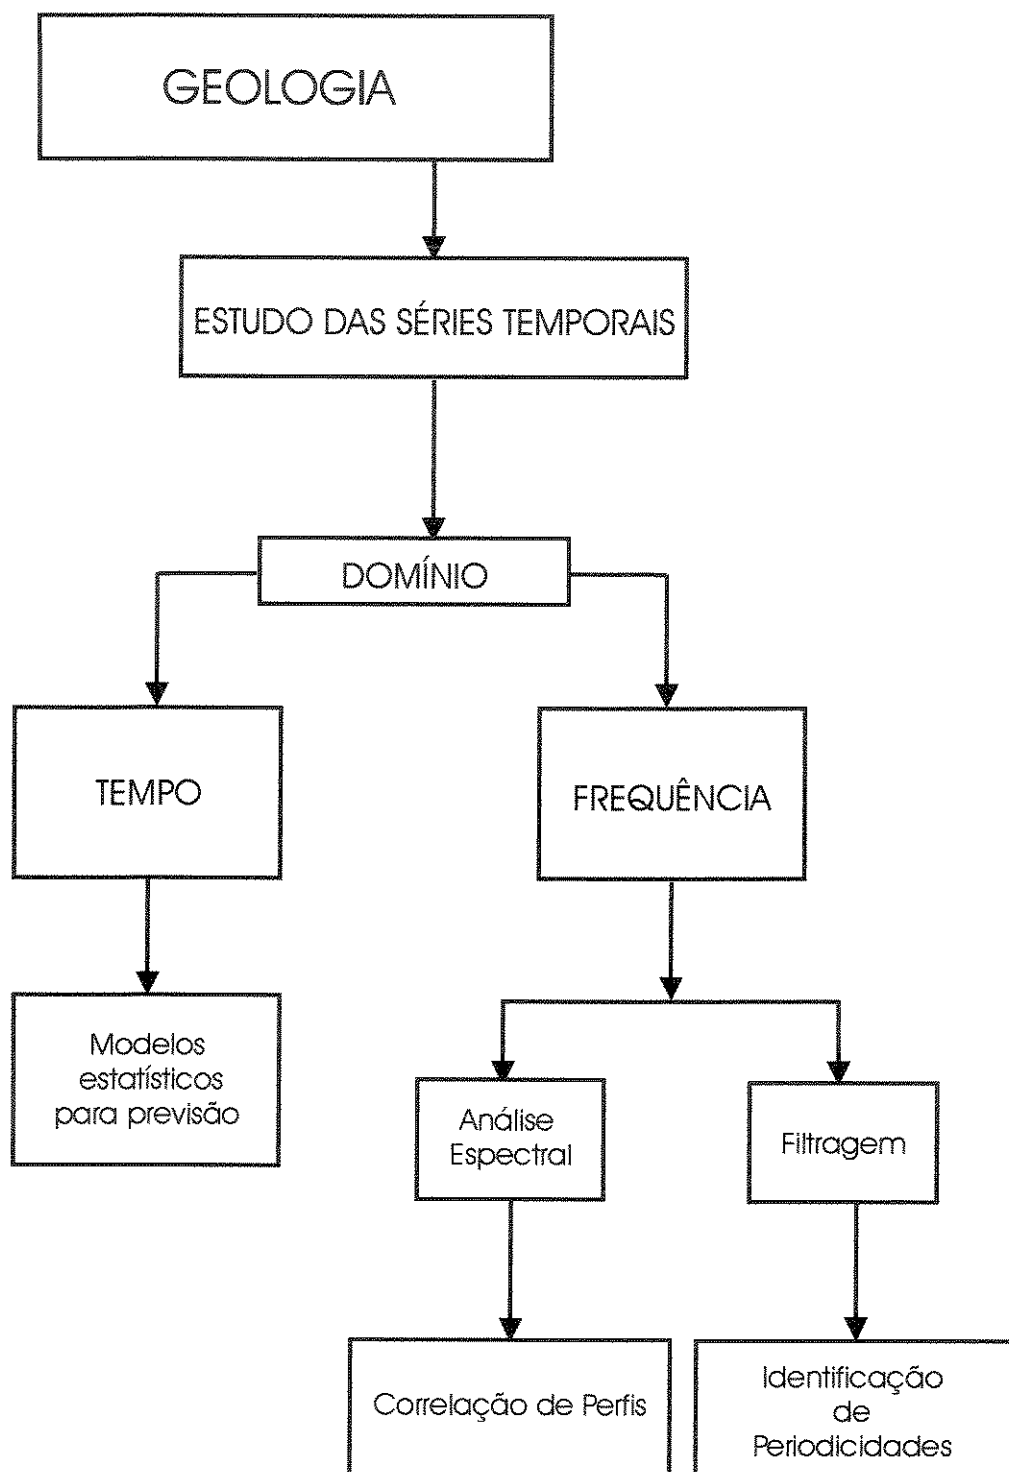 GEOLOGIA
ESTUDO DAS SÉRIES TEMPORAIS
DOMÍNIO
TEMPO
FREQUÊNCIA
Modelos
estatísticos
para previsão
Análise
Espectral
Filtragem
Correlação de Perfis
Identificação
de
Periodicidades